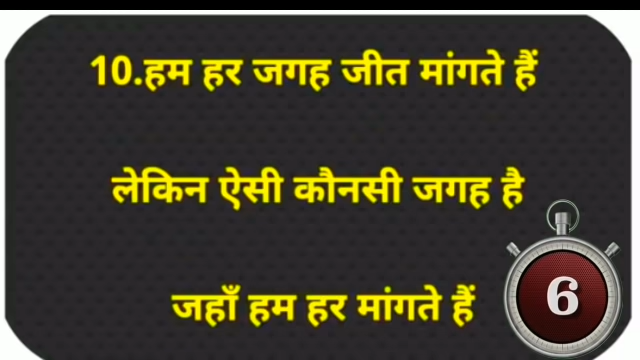 10.हम हर जगह जीत मांगते हैं
लेकिन ऐसी कौनसी जगह है
जहाँ हम हर मांगते हैं
6